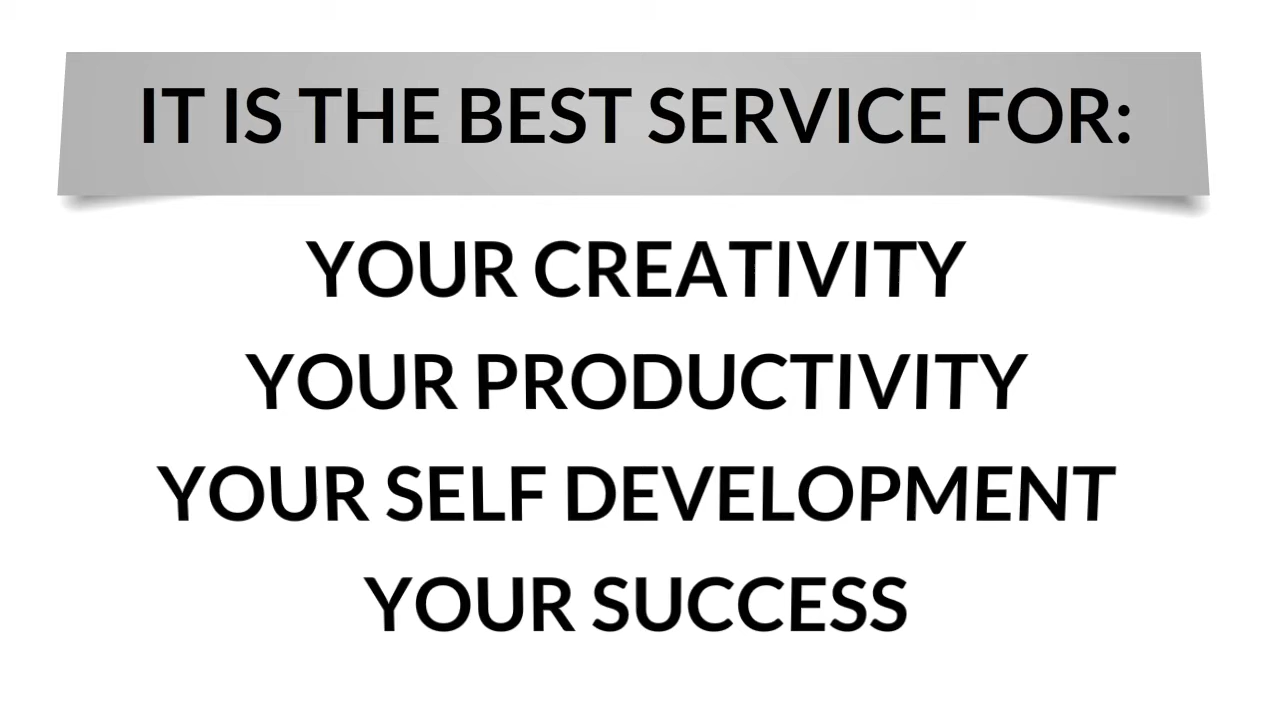 IT IS THE BEST SERVICE FOR:
YOUR CREATIVITY
YOUR PRODUCTIVITY
YOUR SELF DEVELOPMENT
YOUR SUCCESS